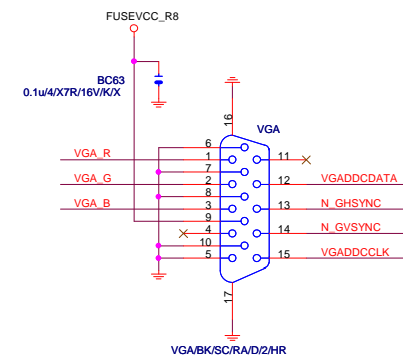 FUSEVCC_R8
BC63
0.1u/4/X7R/16V/K/X
16
VGA
6
VGA_R 1 11
7
VGA_G 2 12 VGADDCDATA
8
VGA_B 3 13 N_GHSYNC
9
4 14 N_GVSYNC
10
5 15 VGADDCCLK
17
VGA/BK/SC/RA/D/2/HR